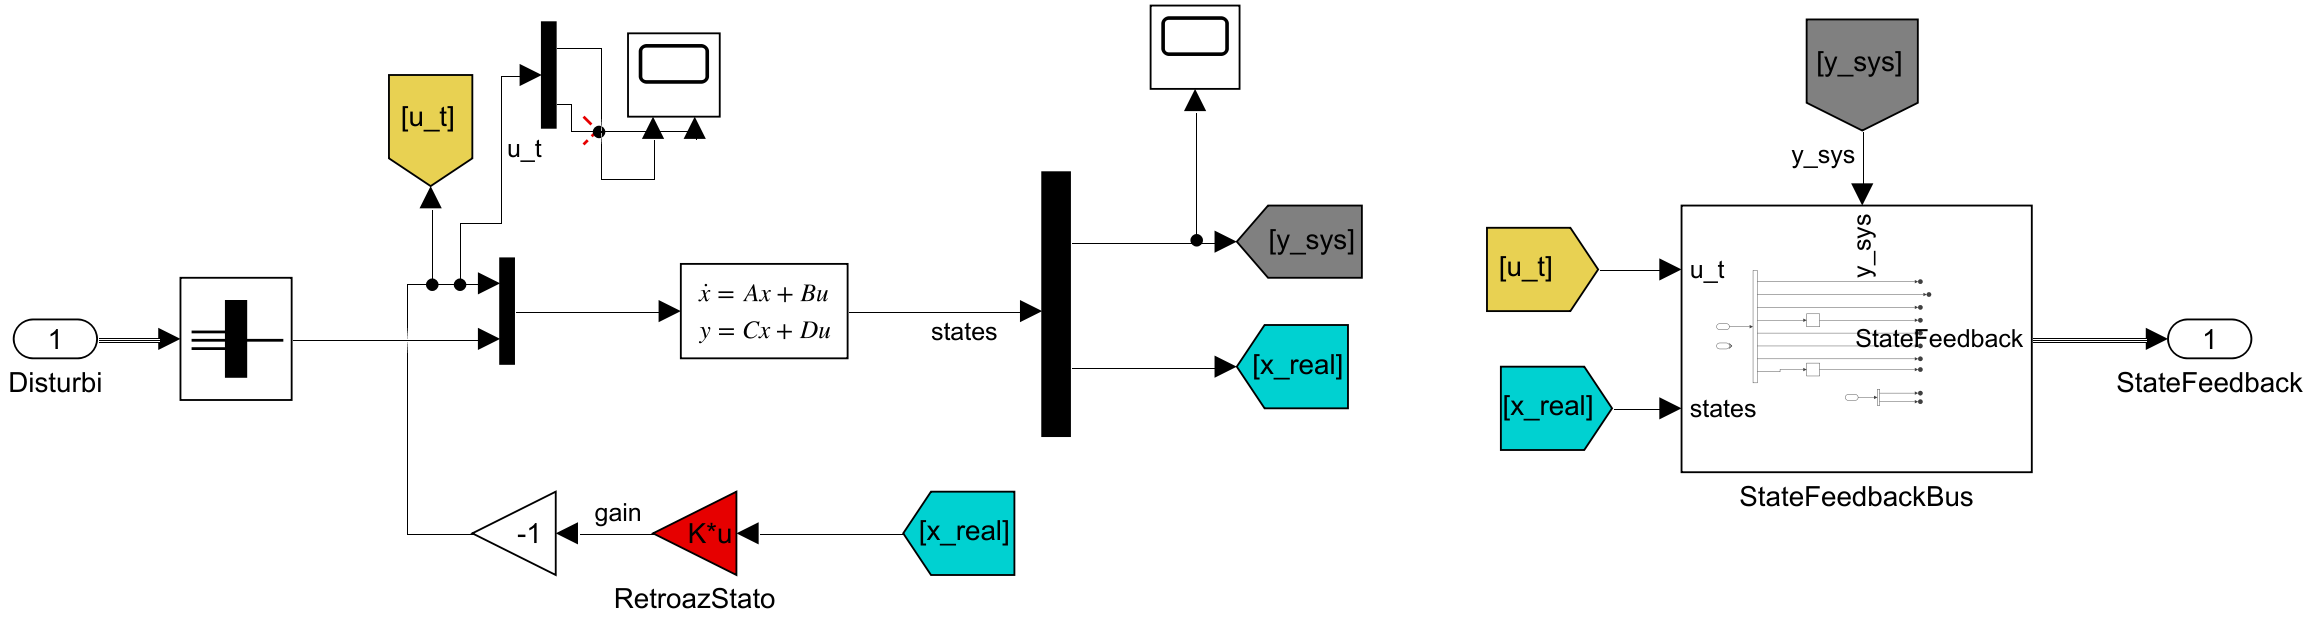 [y_sys]
[u_t]
u_t
y_sys
y_sys
[y_sys]
[u_t]
u_t
ẋ = Ax + Bu
y = Cx + Du
states
1
Disturbi
StateFeedback
1
StateFeedback
[x_real]
[x_real]
states
StateFeedbackBus
gain
-1
K*u
[x_real]
RetroazStato